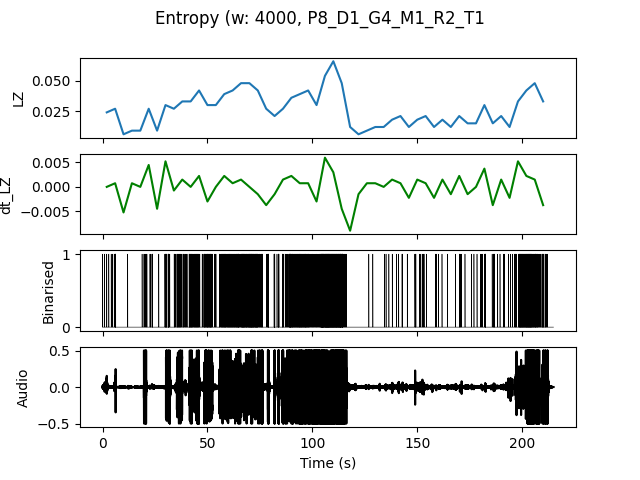 Entropy (w: 4000, P8_D1_G4_M1_R2_T1
LZ
0.050
0.025
dt_LZ
0.005
0.000
−0.005
Binarised
1
0
Audio
0.5
0.0
−0.5
0 50 100 150 200
Time (s)